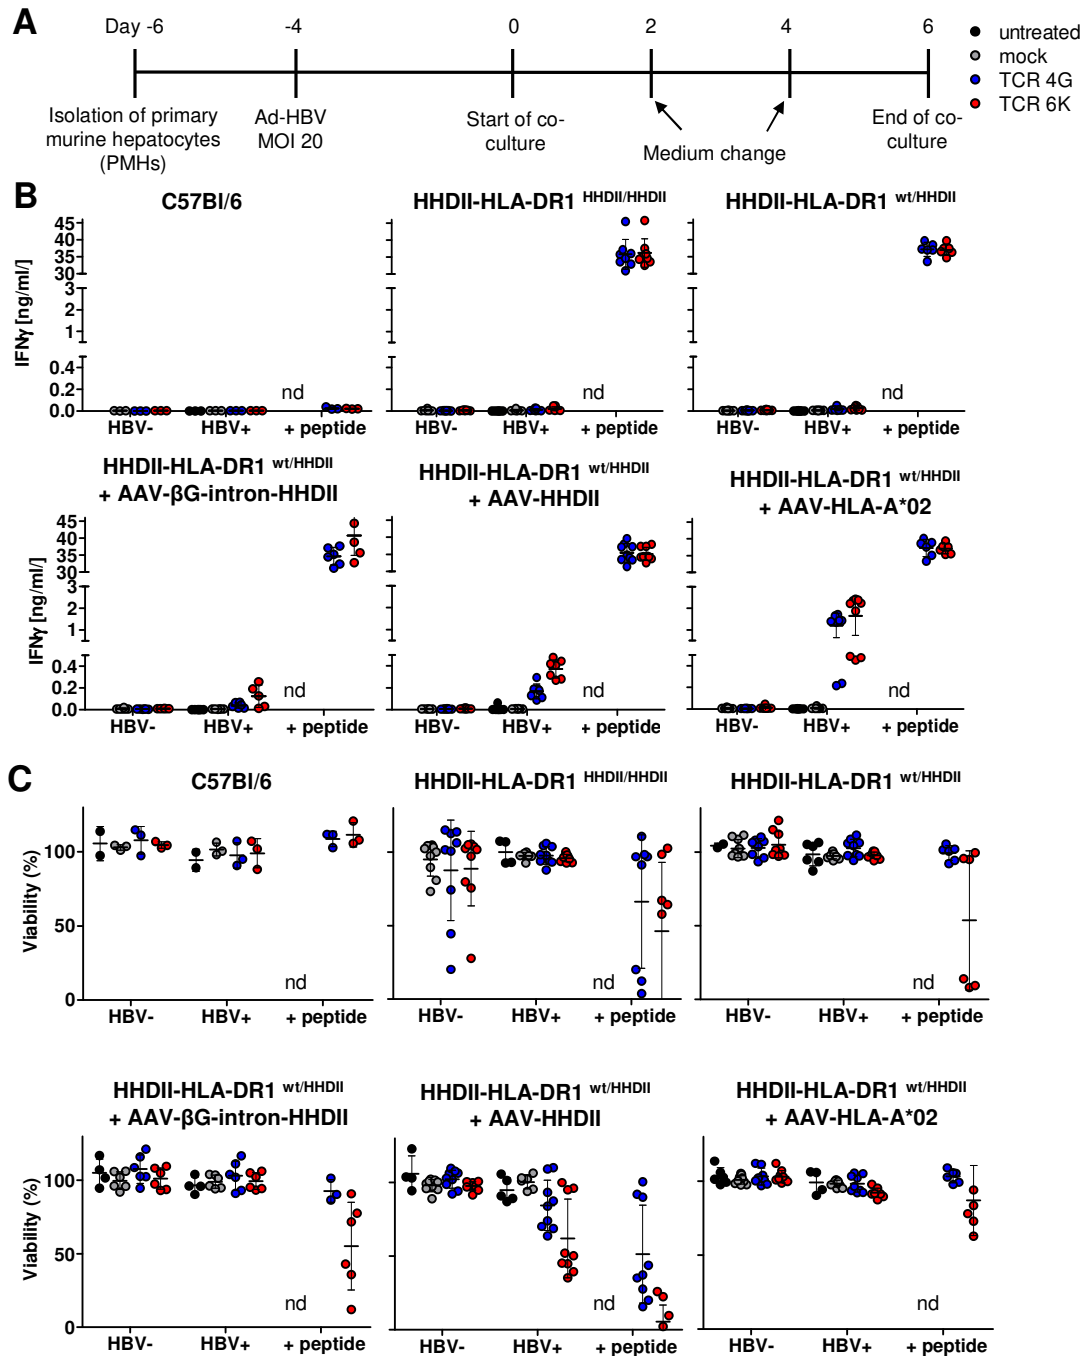 A
Day -6
-4
0
2
4
6
untreated
mock
TCR 4G
TCR 6K
Isolation of primary
murine hepatocytes
(PMHs)
Ad-HBV
MOI 20
Start of co-
culture
Medium change
End of co-
culture
B
C57Bl/6
HHDII-HLA-DR1 HHDII/HHDII
HHDII-HLA-DR1 wt/HHDII
IFNγ [ng/ml/]
45
40
35
30
3
2
1
0.4
0.2
0.0
nd
nd
nd
HBV-
HBV+
+ peptide
HBV-
HBV+
+ peptide
HBV-
HBV+
+ peptide
HHDII-HLA-DR1 wt/HHDII
+ AAV-βG-intron-HHDII
HHDII-HLA-DR1 wt/HHDII
+ AAV-HHDII
HHDII-HLA-DR1 wt/HHDII
+ AAV-HLA-A*02
IFNγ [ng/ml/]
45
40
35
30
3
2
1
0.4
0.2
0.0
nd
nd
nd
HBV-
HBV+
+ peptide
HBV-
HBV+
+ peptide
HBV-
HBV+
+ peptide
C
C57Bl/6
HHDII-HLA-DR1 HHDII/HHDII
HHDII-HLA-DR1 wt/HHDII
Viability (%)
100
50
0
nd
nd
nd
HBV-
HBV+
+ peptide
HBV-
HBV+
+ peptide
HBV-
HBV+
+ peptide
HHDII-HLA-DR1 wt/HHDII
+ AAV-βG-intron-HHDII
HHDII-HLA-DR1 wt/HHDII
+ AAV-HHDII
HHDII-HLA-DR1 wt/HHDII
+ AAV-HLA-A*02
Viability (%)
100
50
0
nd
nd
nd
HBV-
HBV+
+ peptide
HBV-
HBV+
+ peptide
HBV-
HBV+
+ peptide